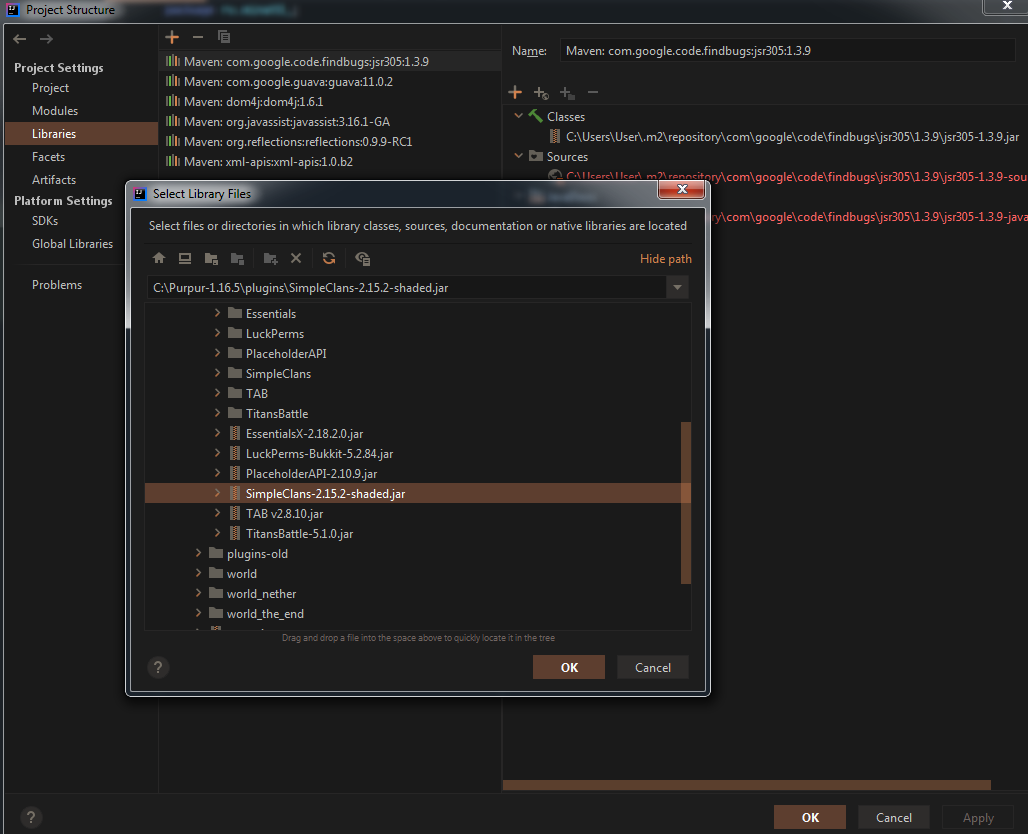 Project Structure
Project Settings
Project
Modules
Libraries
Facets
Artifacts
Platform Settings
SDKs
Global Libraries
Problems
Maven: com.google.code.findbugs:jsr305:1.3.9
Maven: com.google.guava:guava:11.0.2
Maven: dom4j:dom4j:1.6.1
Maven: org.javassist:javassist:3.16.1-GA
Maven: org.reflections:reflections:0.9.9-RC1
Maven: xml-apis:xml-apis:1.0.b2
Name: Maven: com.google.code.findbugs:jsr305:1.3.9
Classes
C:\Users\User\.m2\repository\com\google\code\findbugs\jsr305\1.3.9\jsr305-1.3.9.jar
Sources
C:\Users\User\.m2\repository\com\google\code\findbugs\jsr305\1.3.9\jsr305-1.3.9-sou
\com\google\code\findbugs\jsr305\1.3.9\jsr305-1.3.9-java
Select Library Files
Select files or directories in which library classes, sources, documentation or native libraries are located
Hide path
C:\Purpur-1.16.5\plugins\SimpleClans-2.15.2-shaded.jar
Essentials
LuckPerms
PlaceholderAPI
SimpleClans
TAB
TitansBattle
EssentialsX-2.18.2.0.jar
LuckPerms-Bukkit-5.2.84.jar
PlaceholderAPI-2.10.9.jar
SimpleClans-2.15.2-shaded.jar
TAB v2.8.10.jar
TitansBattle-5.1.0.jar
plugins-old
world
world_nether
world_the_end
Drag and drop a file into the space above to quickly locate it in the tree
? OK Cancel
? OK Cancel Apply